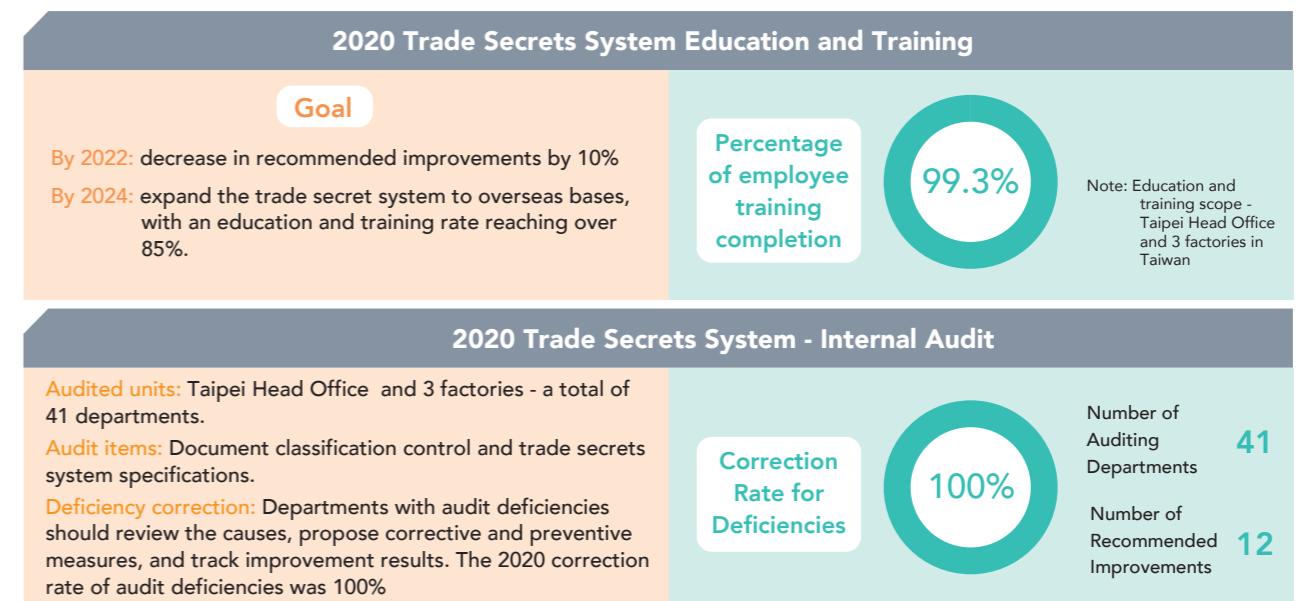 2020 Trade Secrets System Education and Training
Goal
By 2022: decrease in recommended improvements by 10%
By 2024: expand the trade secret system to overseas bases,
with an education and training rate reaching over
85%.
Percentage
of employee
training
completion
99.3%
Note: Education and
training scope -
Taipei Head Office
and 3 factories in
Taiwan
2020 Trade Secrets System - Internal Audit
Audited units: Taipei Head Office and 3 factories - a total of
41 departments.
Audit items: Document classification control and trade secrets
system specifications.
Deficiency correction: Departments with audit deficiencies
should review the causes, propose corrective and preventive
measures, and track improvement results. The 2020 correction
rate of audit deficiencies was 100%
Correction
Rate for
Deficiencies
100%
Number of
Auditing
Departments
41
Number of
Recommended
Improvements
12